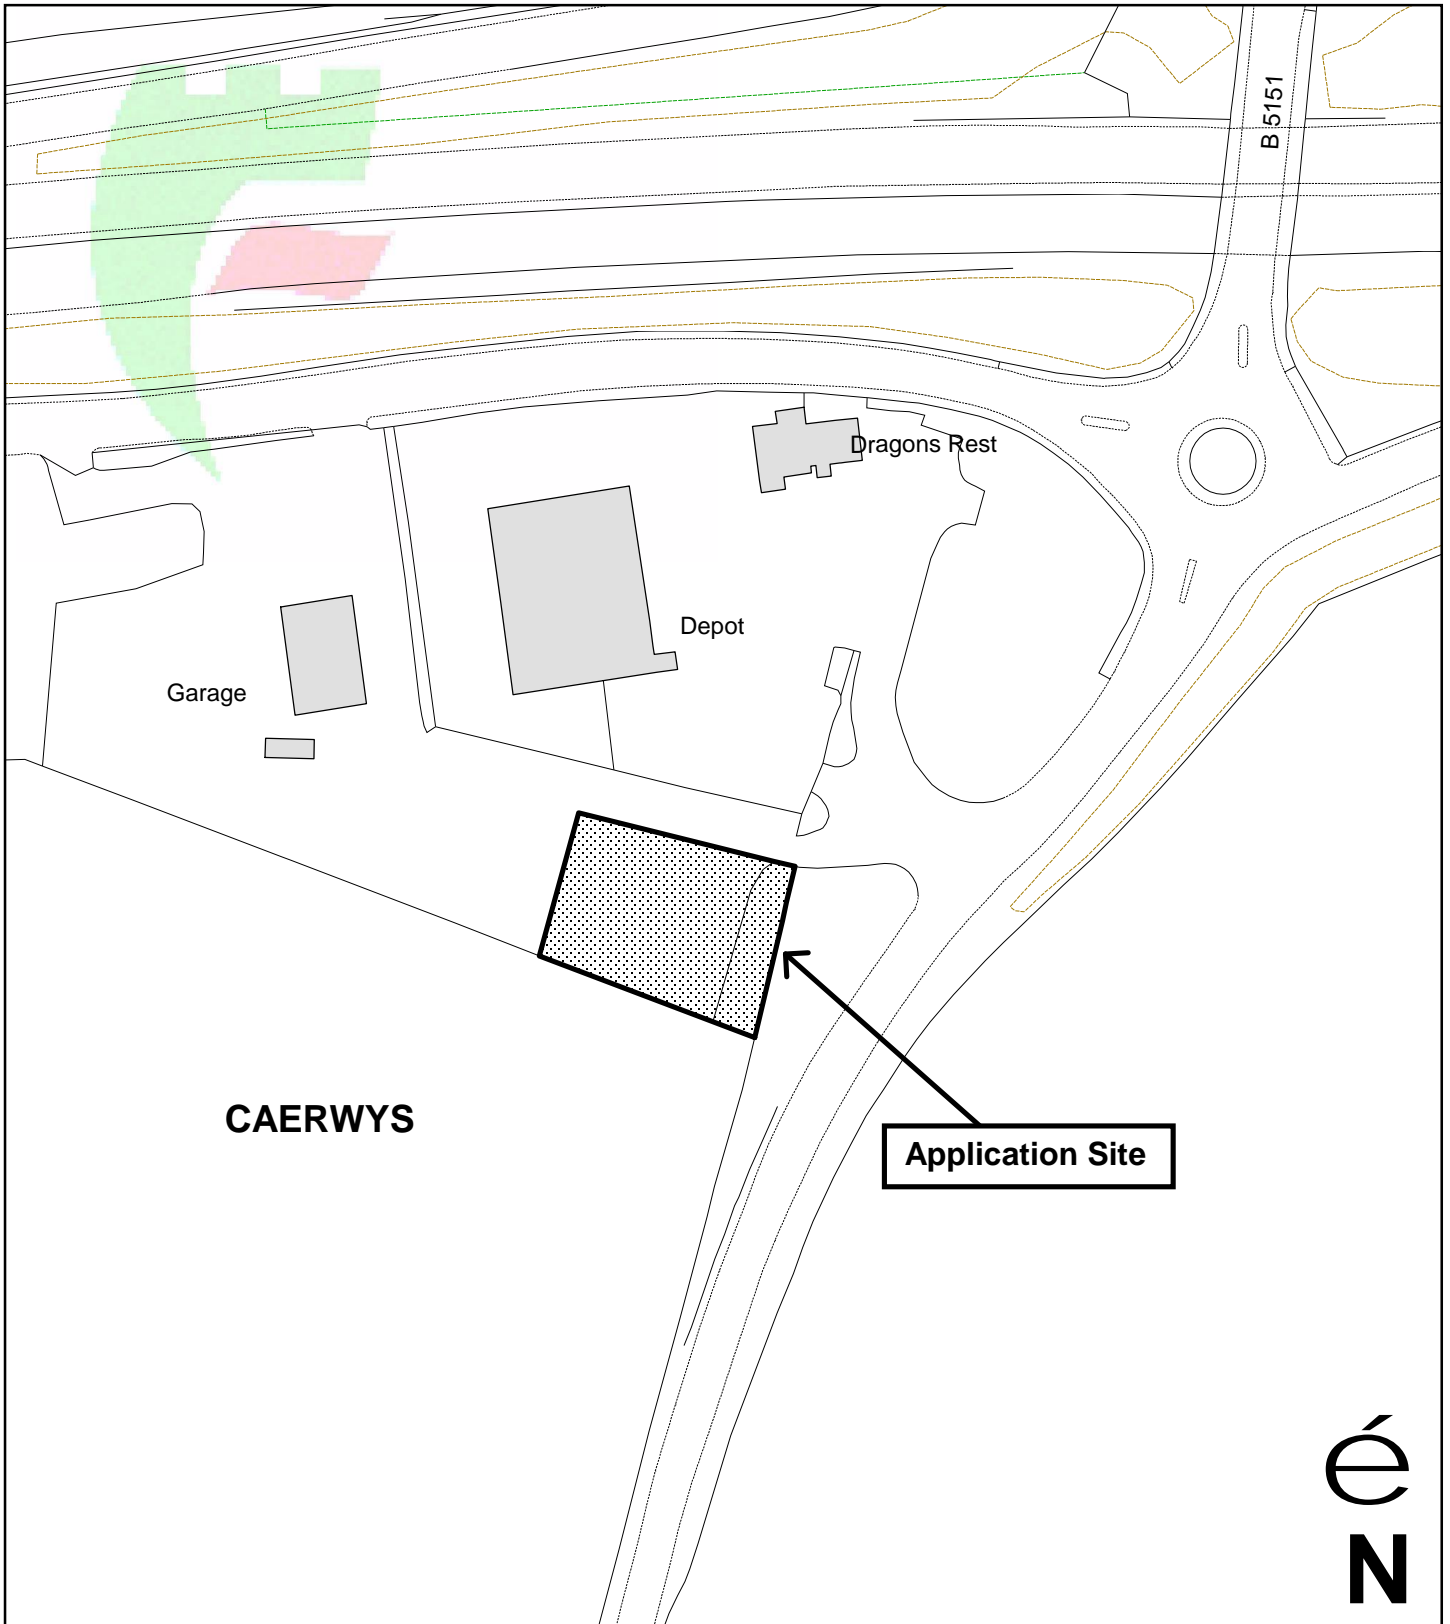 B 5151
Dragons Rest
Depot
Garage
CAERWYS
Application Site
é
N